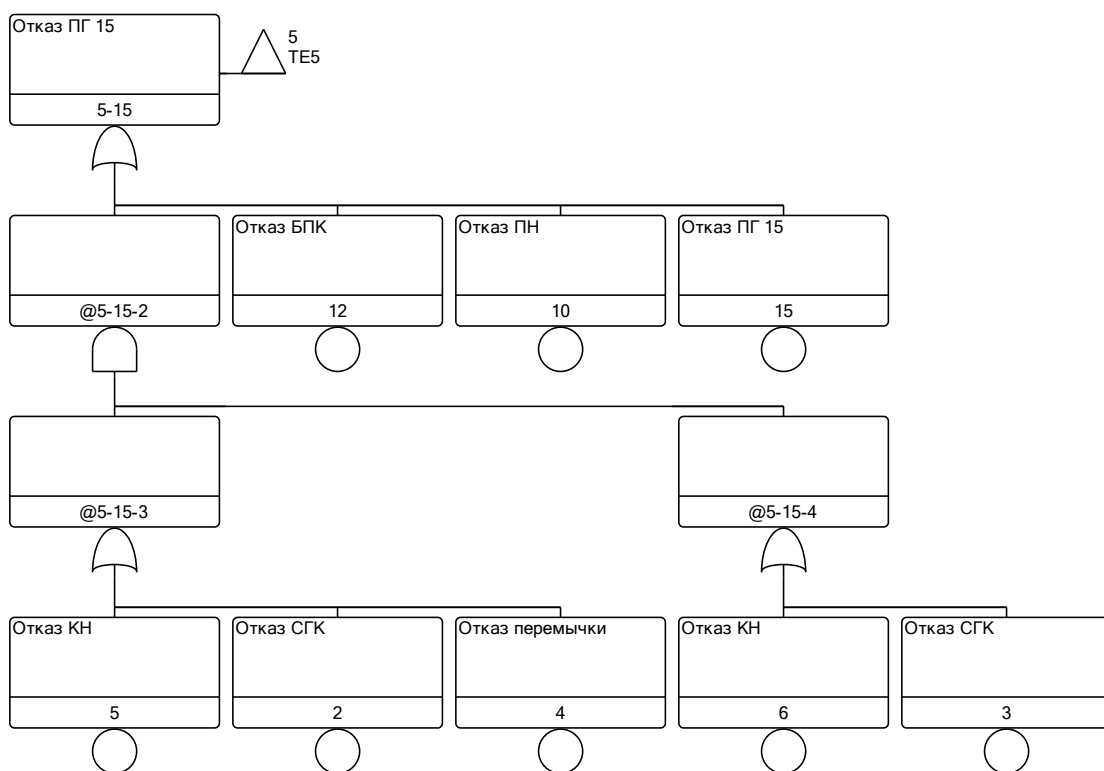 Отказ ПГ 15
5
TE5
5-15
Отказ БПК
Отказ ПН
Отказ ПГ 15
@5-15-2
12
10
15
@5-15-3
@5-15-4
Отказ КН
Отказ СГК
Отказ перемычки
Отказ КН
Отказ СГК
5
2
4
6
3